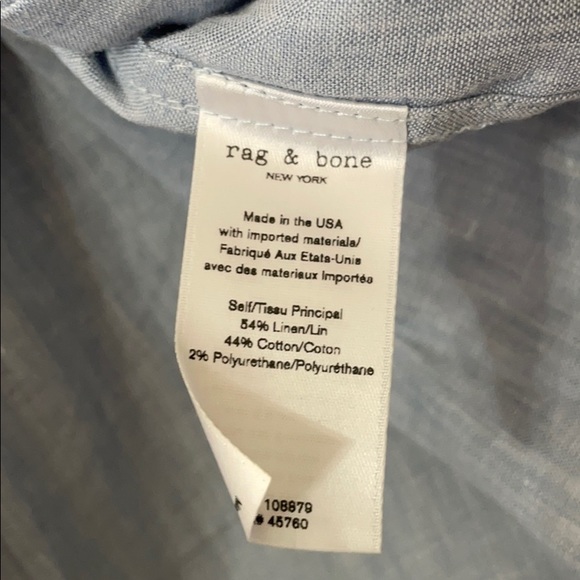 rag & bone
NEW YORK
Made in the USA
with imported materials/
Fabriqué Aux Etats-Unis
avec des materiaux Importés
Self/Tissu Principal
54% Linen/Lin
44% Cotton/Coton
2% Polyurethane/Polyuréthane
108879
# 45760